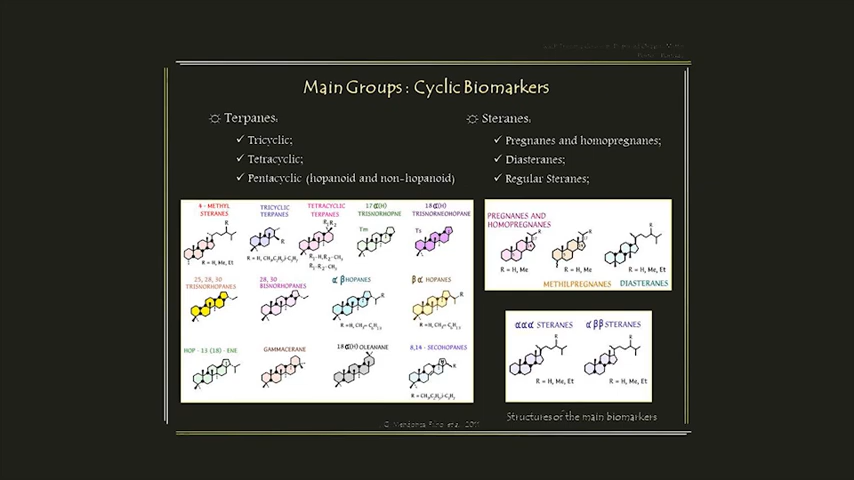 Main Groups : Cyclic Biomarkers
Terpanes:
✓ Tricyclic;
✓ Tetracyclic;
✓ Pentacyclic (hopanoid and non-hopanoid)
Steranes:
✓ Pregnanes and homopregnanes;
✓ Diasteranes;
✓ Regular Steranes;
4 - METHYL STERANES
R = H, Me, Et
TRICYCLIC TERPANES
R
TETRACYCLIC TERPANES
17 α(H) TRISNORHOPNE
Tm
18 α(H) TRISNORNEOHOPANE
Ts
25, 28, 30 TRISNORHOPANES
28, 30 BISNORHOPANES
α β HOPANES
R
β α HOPANES
R
HOP - 13 (18) - ENE
GAMMACERANE
18 α(H) OLEANANE
8,14 - SECOHOPANES
R
PREGNANES AND HOMOPREGNANES
R
R = H, Me
R
R = H, Me
METHILPREGNANES
R
R = H, Me, Et
DIASTERANES
ααα STERANES
R
R = H, Me, Et
αββ STERANES
R
R = H, Me, Et
Structures of the main biomarkers
2011